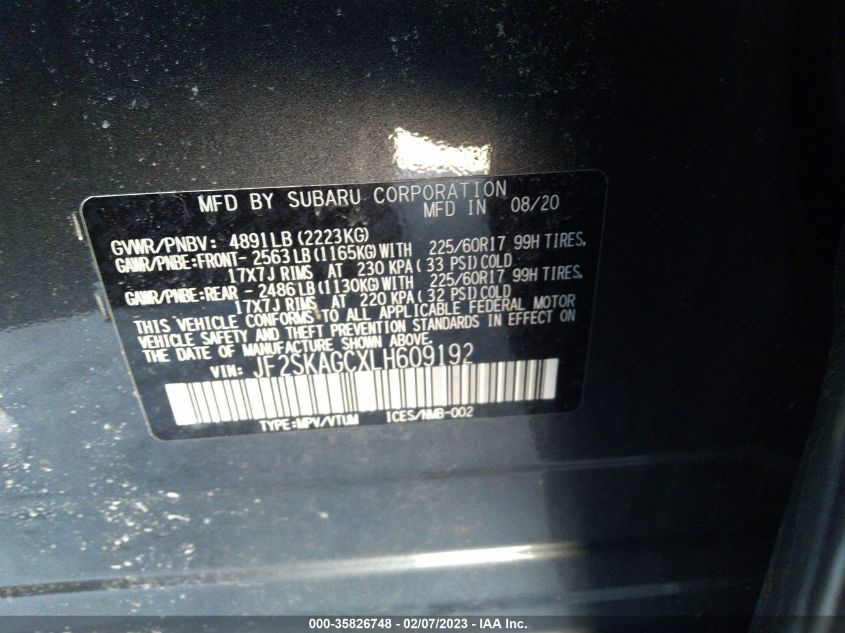 MFD BY SUBARU CORPORATION
MFD IN 08/20
GVWR/PNBV: 4891LB (2223KG)
GAWR/PNBE:FRONT- 2563LB (1165KG) WITH 225/60R17 99H TIRES,
17X7J RIMS AT 230 KPA ( 33 PSI) COLD
GAWR/PNBE:REAR - 2486LB (1130KG) WITH 225/60R17 99H TIRES,
17X7J RIMS AT 220 KPA ( 32 PSI) COLD
THIS VEHICLE CONFORMS TO ALL APPLICABLE FEDERAL MOTOR
VEHICLE SAFETY AND THEFT PREVENTION STANDARDS IN EFFECT ON
THE DATE OF MANUFACTURE SHOWN ABOVE.
VIN: JF2SKAGCXLH609192
TYPE:MPV/VTUM ICES/NMB-002
000-35826748 - 02/07/2023 - IAA Inc.